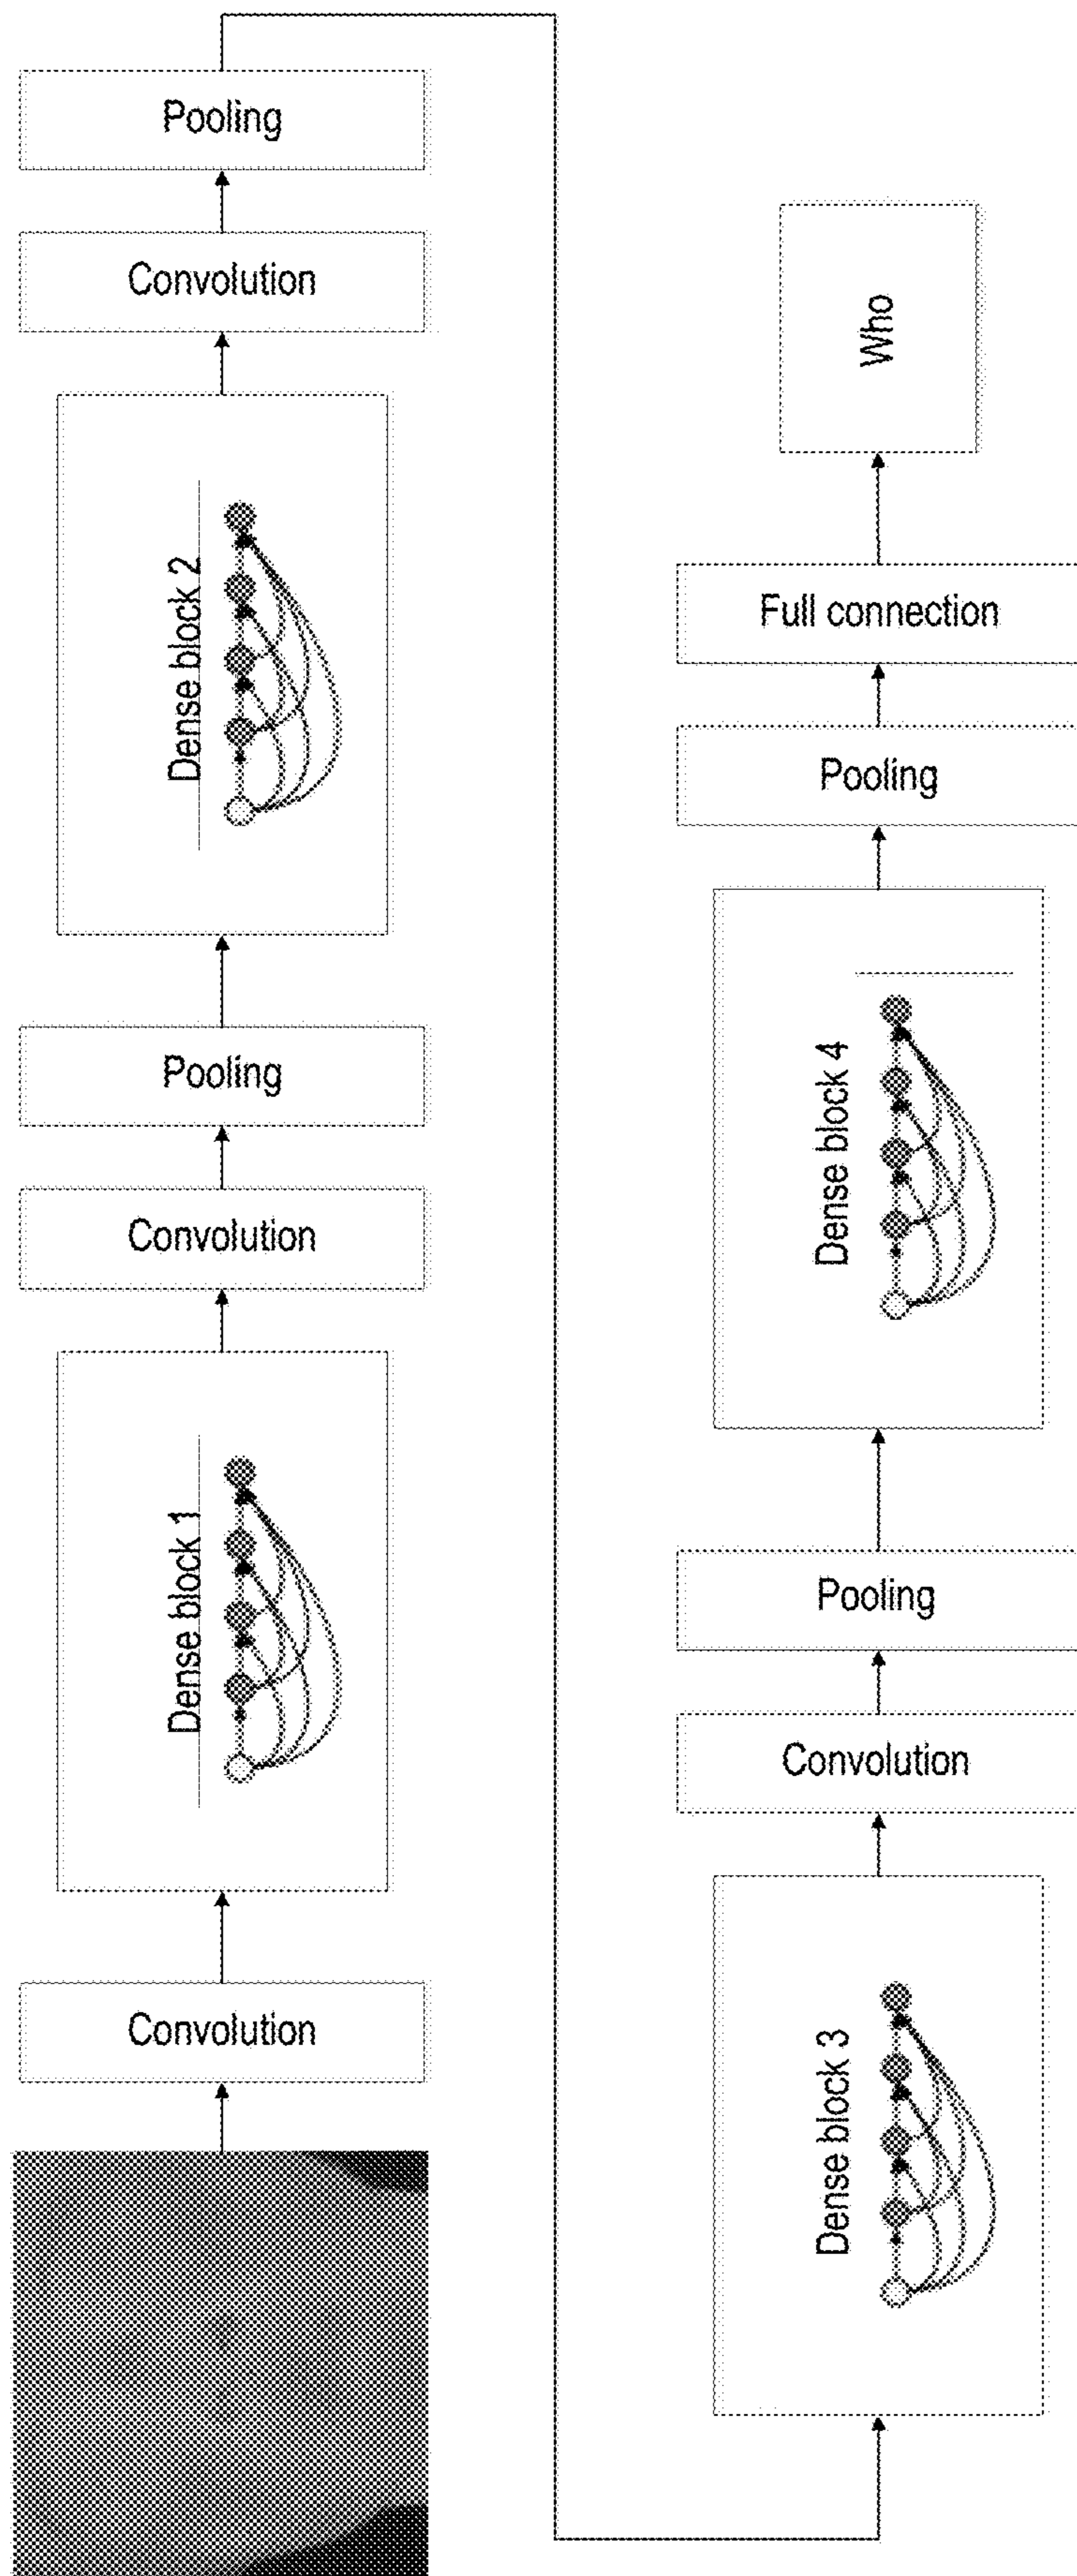 Convolution
Dense block 1
Convolution
Pooling
Dense block 2
Convolution
Pooling
Dense block 3
Convolution
Pooling
Dense block 4
Pooling
Full connection
Who